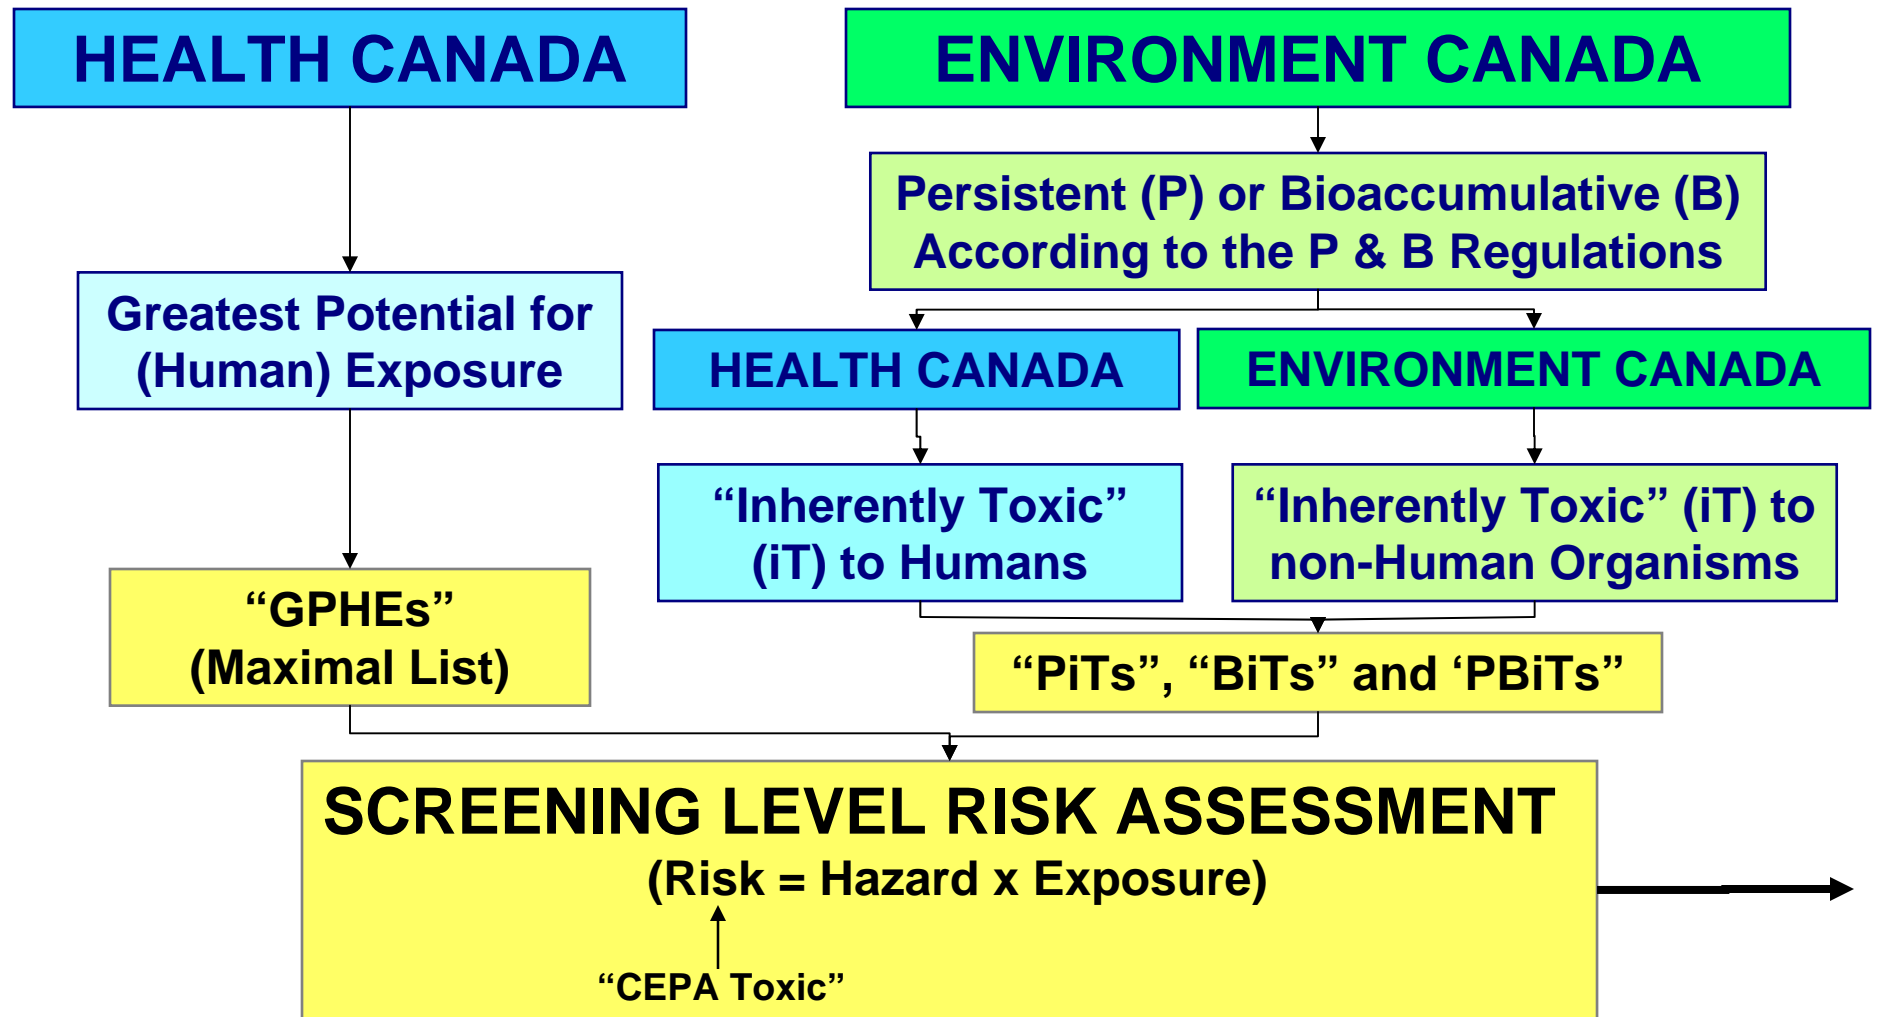 HEALTH CANADA
ENVIRONMENT CANADA
Persistent (P) or Bioaccumulative (B)
According to the P & B Regulations
Greatest Potential for
(Human) Exposure
HEALTH CANADA
ENVIRONMENT CANADA
“Inherently Toxic”
(iT) to Humans
“Inherently Toxic” (iT) to
non-Human Organisms
“GPHEs”
(Maximal List)
“PiTs”, “BiTs” and ‘PBiTs”
SCREENING LEVEL RISK ASSESSMENT
(Risk = Hazard x Exposure)
“CEPA Toxic”